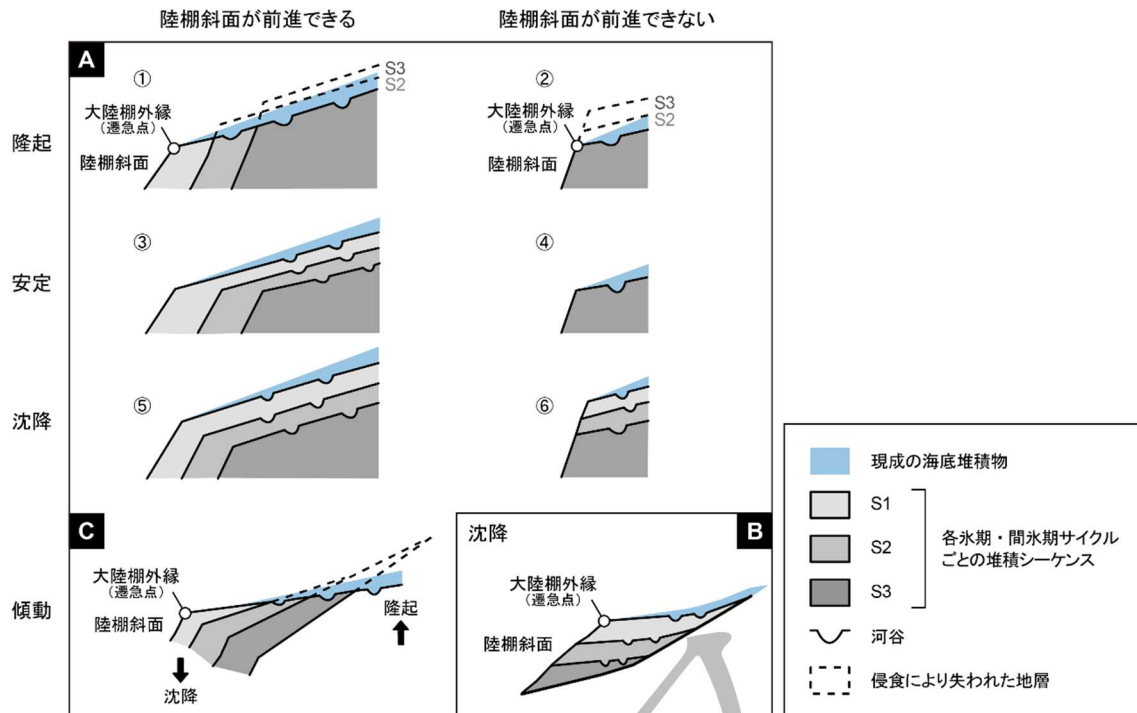 陸棚斜面が前進できる
陸棚斜面が前進できない
A
隆起
①
大陸棚外縁
(遷急点)
陸棚斜面
S3
S2
②
大陸棚外縁
(遷急点)
陸棚斜面
S3
S2
安定
③
④
沈降
⑤
⑥
傾動
C
大陸棚外縁
(遷急点)
陸棚斜面
沈降
隆起
沈降
B
大陸棚外縁
(遷急点)
陸棚斜面
現成の海底堆積物
S1
S2
S3
各氷期・間氷期サイクル
ごとの堆積シーケンス
河谷
侵食により失われた地層